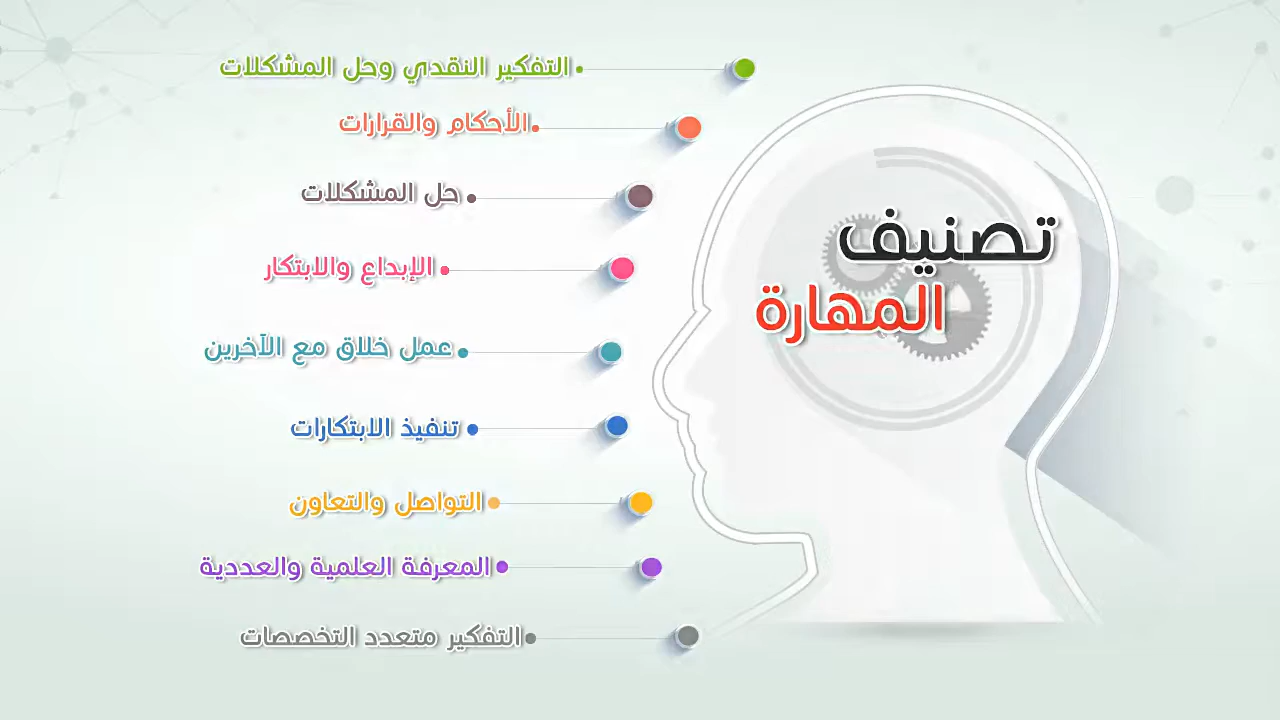 تصنيف
المهارة
التفكير النقدي وحل المشكلات
الأحكام والقرارات
حل المشكلات
الإبداع والابتكار
عمل خلاق مع الآخرين
تنفيذ الابتكارات
التواصل والتعاون
المعرفة العلمية والعددية
التفكير متعدد التخصصات